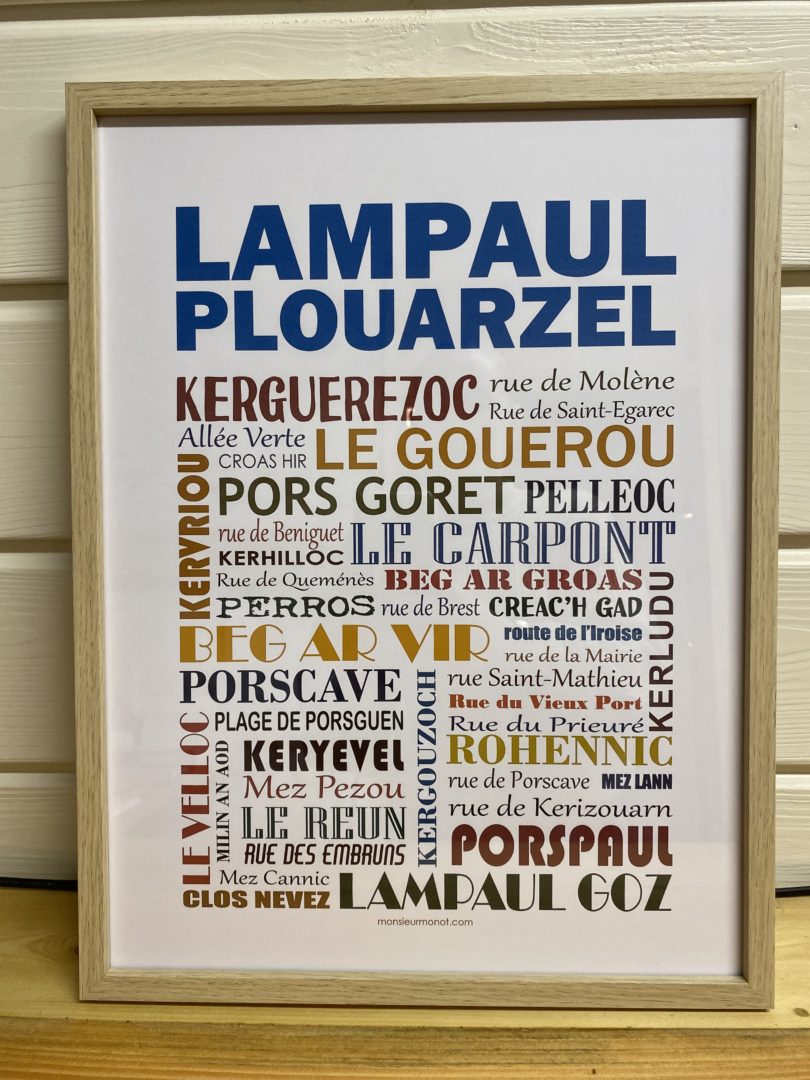 LAMPAUL
PLOUARZEL
KERGUEREZOC
rue de Molène
Rue de Saint-Egarec
Allée Verte
CROAS HIR
LE GOUEROU
KERVRIOU
PORS GORET
PELLEOC
rue de Beniguet
KERHILLOC
LE CARPONT
Rue de Queménès
BEG AR GROAS
PERROS
rue de Brest
CREAC'H GAD
KERLUDU
BEG AR VIR
route de l'Iroise
rue de la Mairie
PORSCAVE
KERGOUZOCH
rue Saint-Mathieu
Rue du Vieux Port
Rue du Prieuré
LE VELLOC
PLAGE DE PORSGUEN
MILIN AN AOD
KERYEVEL
ROHENNIC
Mez Pezou
rue de Porscave
MEZ LANN
LE REUN
rue de Kerizouarn
RUE DES EMBRUNS
PORSPAUL
Mez Cannic
CLOS NEVEZ
LAMPAUL GOZ
monsieurmonot.com